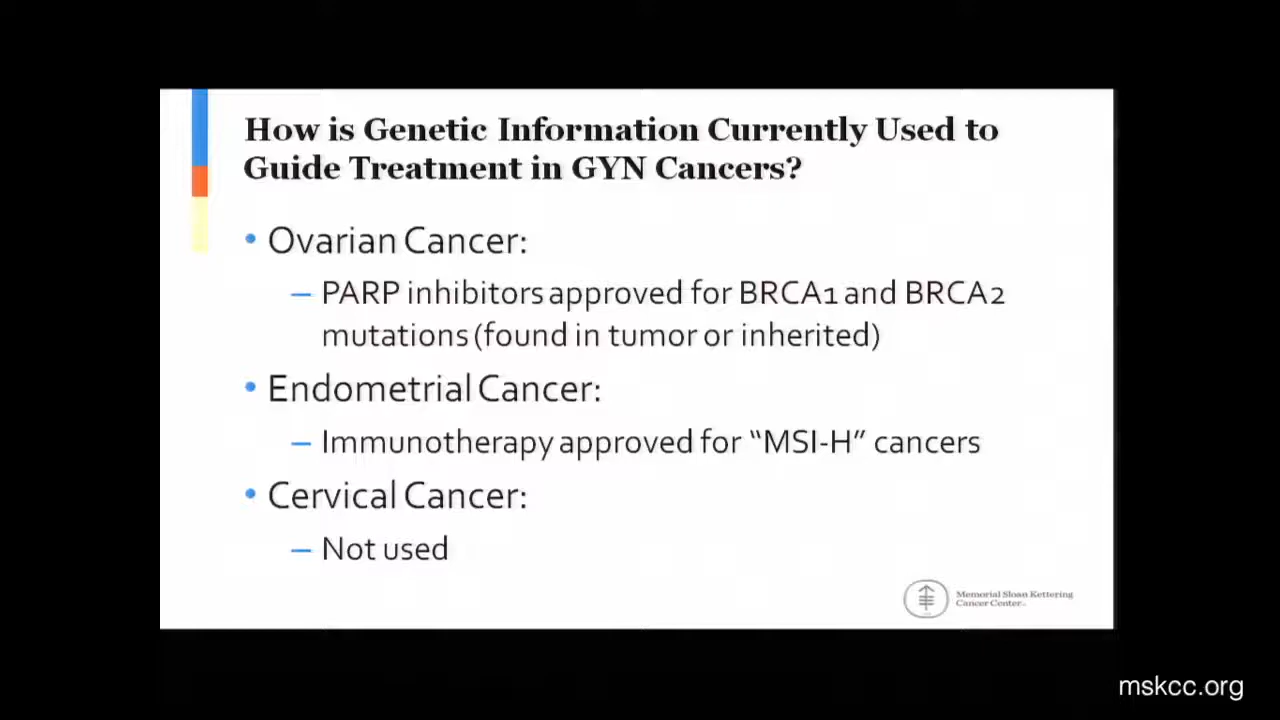 How is Genetic Information Currently Used to
Guide Treatment in GYN Cancers?
• Ovarian Cancer:
– PARP inhibitors approved for BRCA1 and BRCA2
mutations (found in tumor or inherited)
• Endometrial Cancer:
– Immunotherapy approved for “MSI-H” cancers
• Cervical Cancer:
– Not used
Memorial Sloan Kettering
Cancer Center
mskcc.org